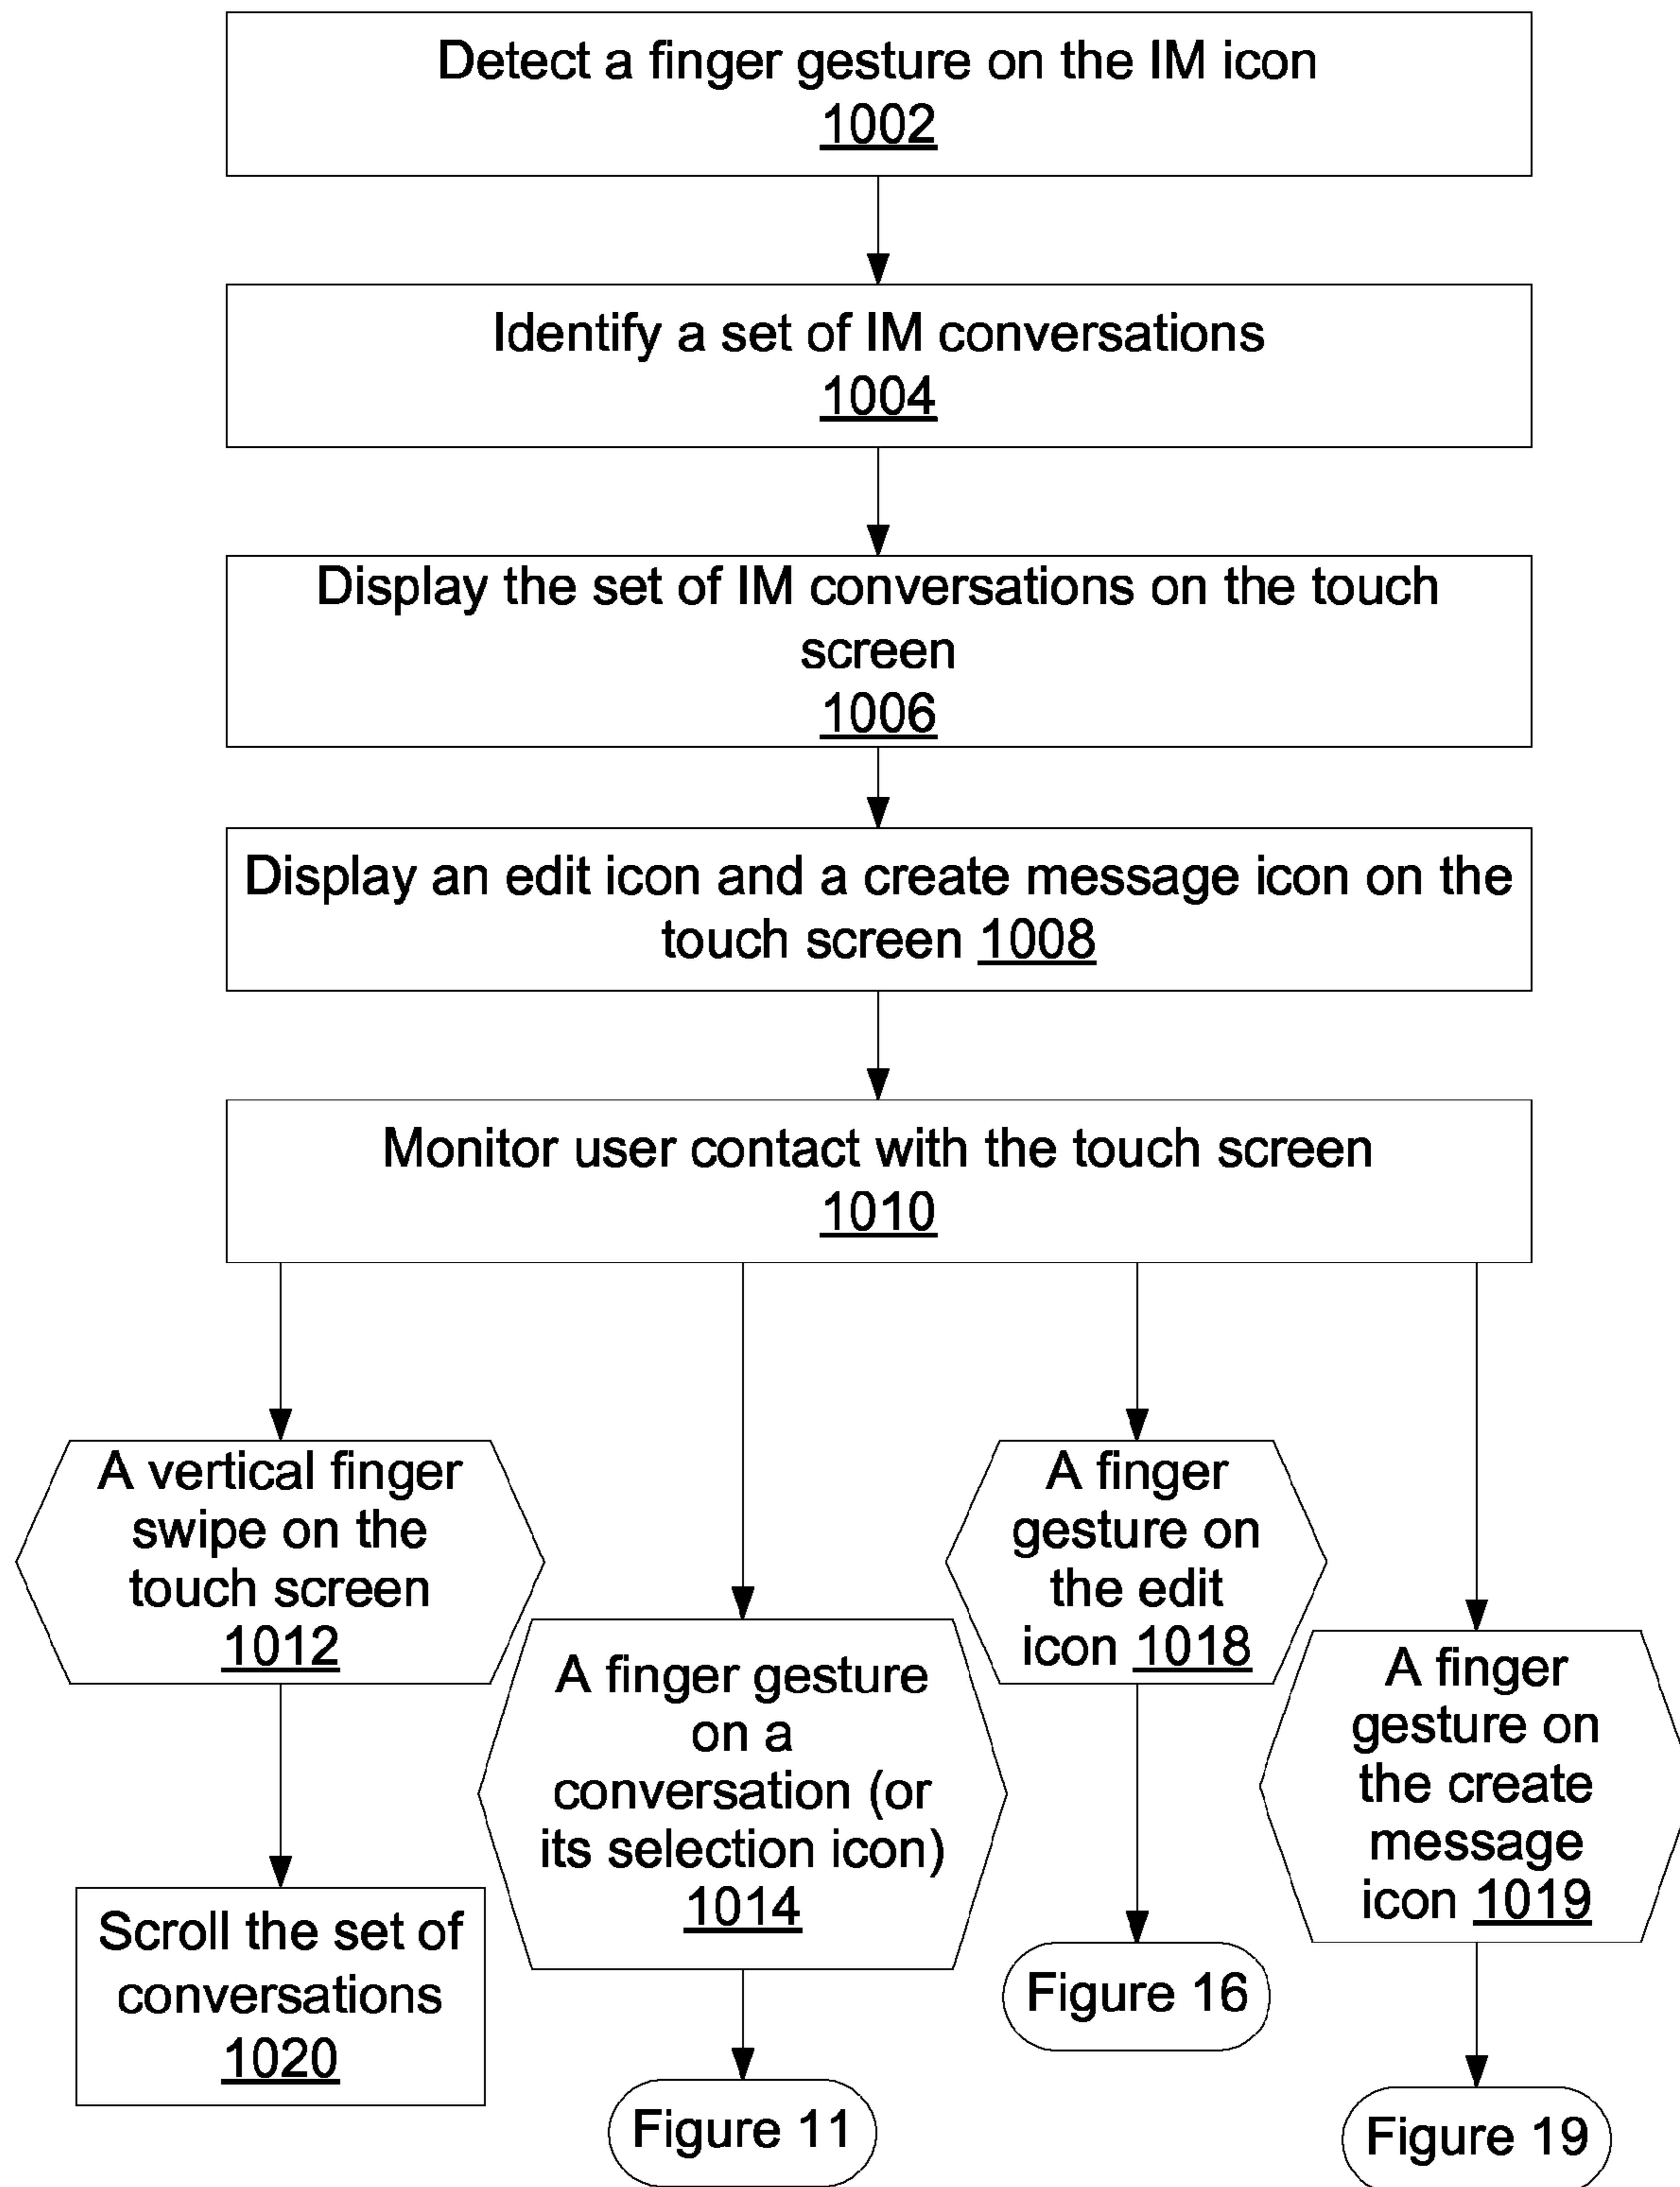 Detect a finger gesture on the IM icon
1002
Identify a set of IM conversations
1004
Display the set of IM conversations on the touch
screen
1006
Display an edit icon and a create message icon on the
touch screen 1008
Monitor user contact with the touch screen
1010
A vertical finger
swipe on the
touch screen
1012
Scroll the set of
conversations
1020
A finger gesture
on a
conversation (or
its selection icon)
1014
Figure 11
A finger
gesture on
the edit
icon 1018
Figure 16
A finger
gesture on
the create
message
icon 1019
Figure 19